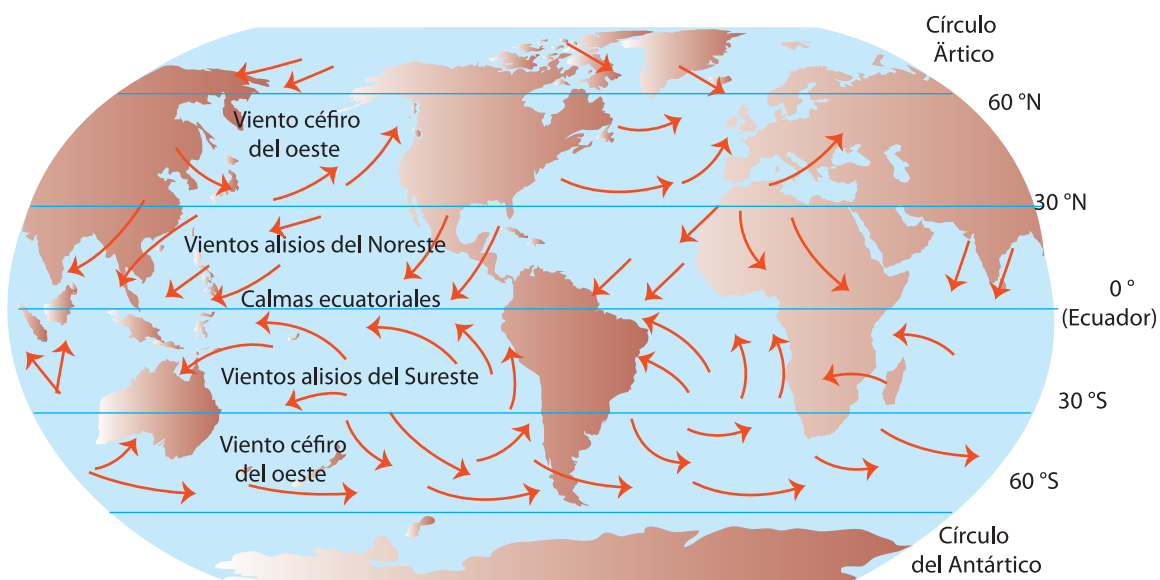 Círculo
Ärtico
60 °N
Viento céfiro
del oeste
30 °N
Vientos alisios del Noreste
Calmas ecuatoriales
0 °
(Ecuador)
Vientos alisios del Sureste
30 °S
Viento céfiro
del oeste
60 °S
Círculo
del Antártico